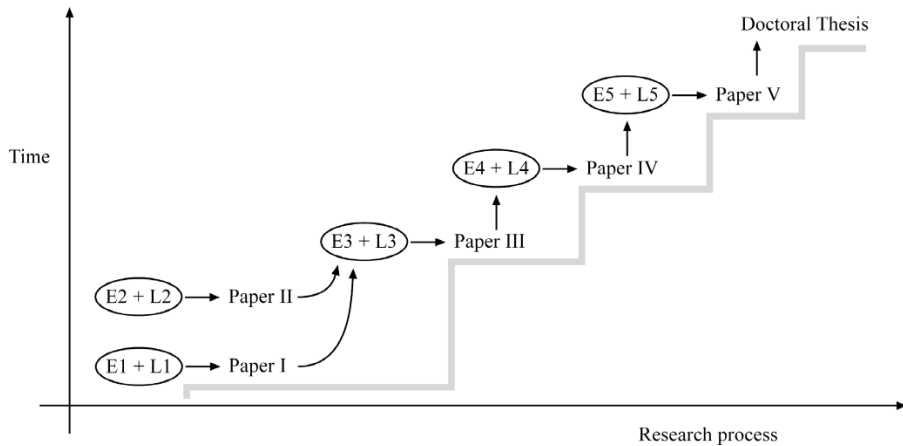 Doctoral Thesis
E5 + L5
Paper V
Time
E4 + L4
Paper IV
E3 + L3
Paper III
E2 + L2
Paper II
E1 + L1
Paper I
Research process